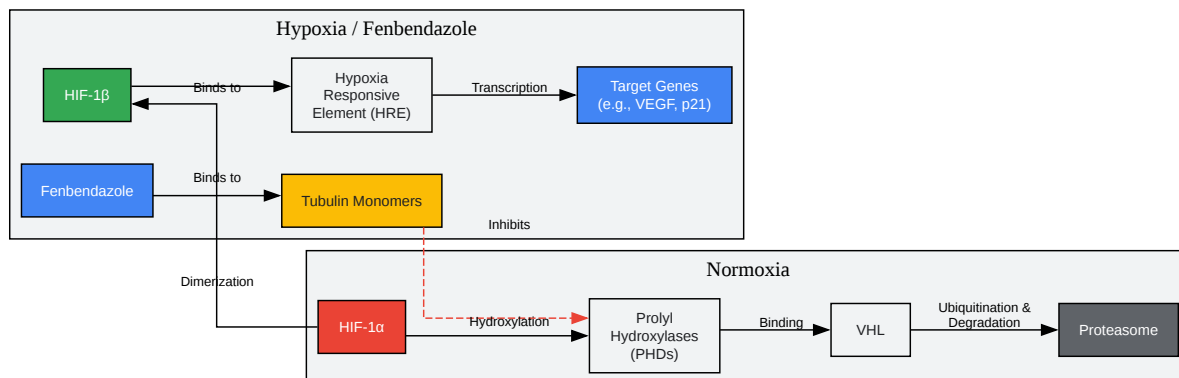 Hypoxia / Fenbendazole
HIF-1β
Binds to
Hypoxia
Responsive
Element (HRE)
Transcription
Target Genes
(e.g., VEGF, p21)
Fenbendazole
Binds to
Tubulin Monomers
Inhibits
Dimerization
Normoxia
HIF-1α
Hydroxylation
Prolyl
Hydroxylases
(PHDs)
Binding
VHL
Ubiquitination &
Degradation
Proteasome